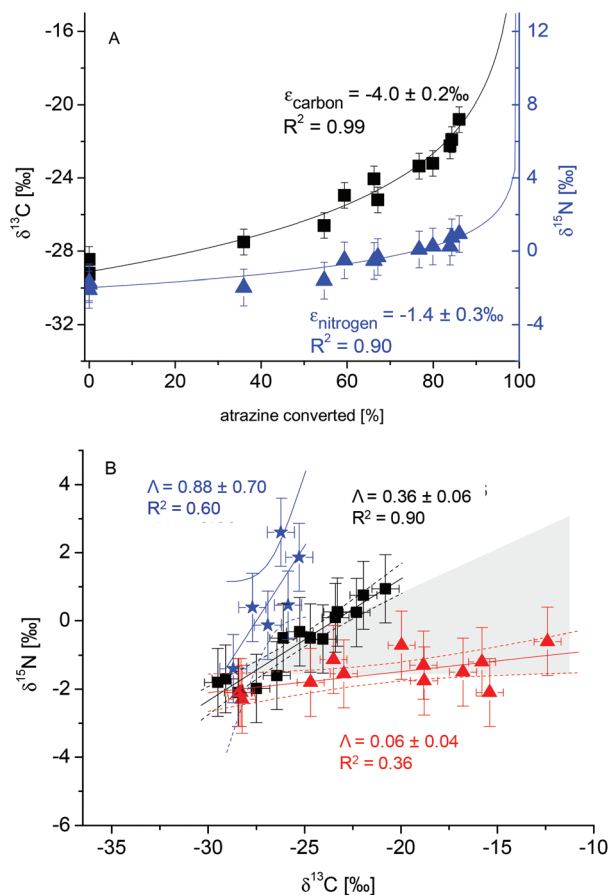 A
-16
-20
-24
-28
-32
δ¹³C [‰]
12
8
4
0
-4
δ¹⁵N [‰]
εcarbon = -4.0 ± 0.2‰
R² = 0.99
εnitrogen = -1.4 ± 0.3‰
R² = 0.90
0 20 40 60 80 100
atrazine converted [%]
B
4
2
0
-2
-4
-6
δ¹⁵N [‰]
Λ = 0.88 ± 0.70
R² = 0.60
Λ = 0.36 ± 0.06
R² = 0.90
Λ = 0.06 ± 0.04
R² = 0.36
-35 -30 -25 -20 -15 -10
δ¹³C [‰]